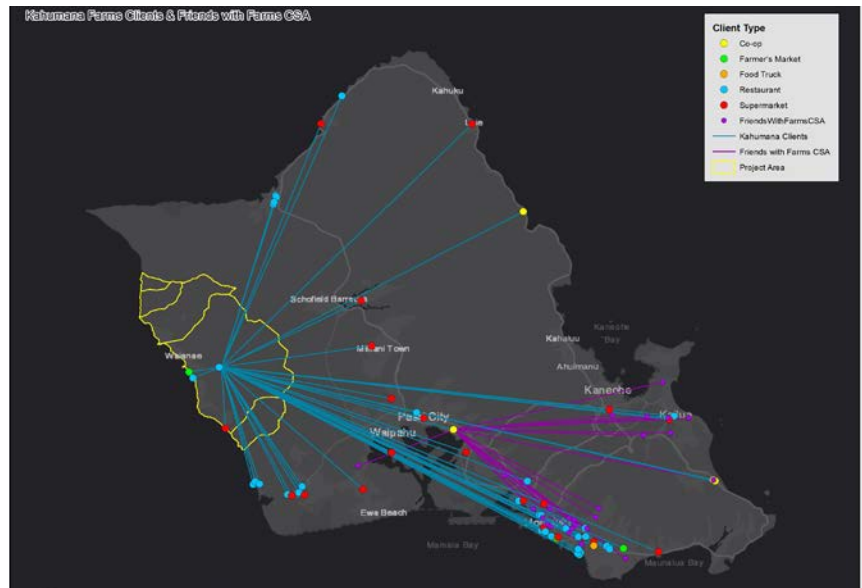 Kahumana Farms Clients & Friends with Farms CSA
Client Type
Co-op
Farmer's Market
Food Truck
Restaurant
Supermarket
FriendsWithFarmsCSA
Kahumana Clients
Friends with Farms CSA
Project Area
Kahuku
Schofield Barracks
Kaneohe
Bay
Kahaluu
Waianae
Mililani Town
Ahuimanu
Kaneohe
Kailua
Pearl City
Waipahu
Ewa Beach
Mamala Bay
Maunalua Bay